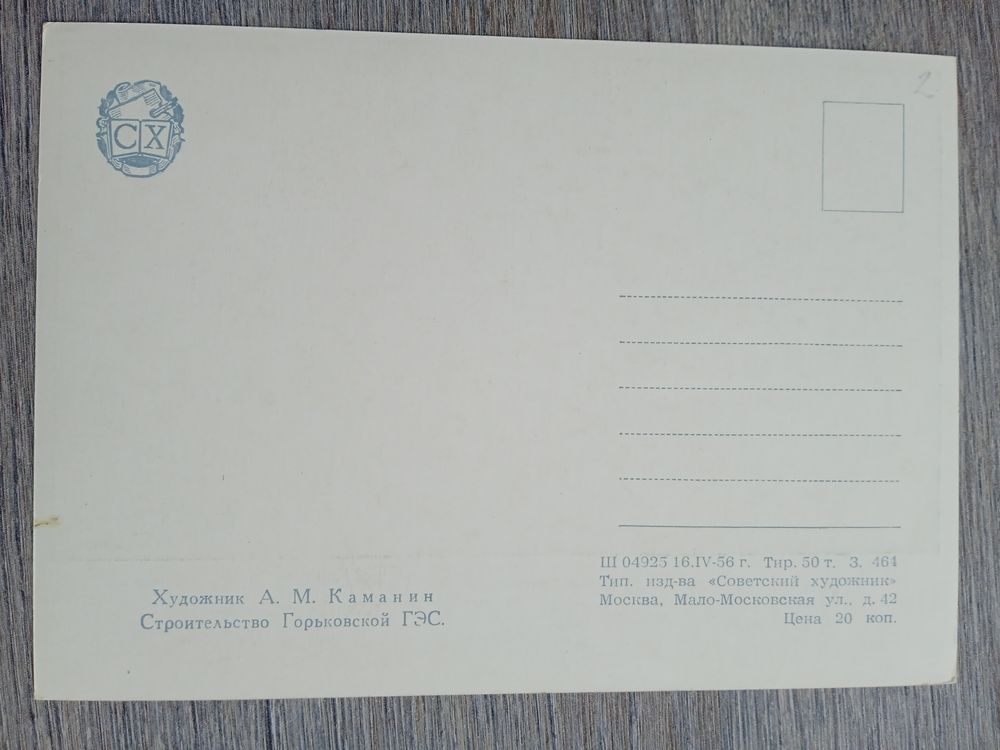 2
СХ
Художник А. М. Каманин
Строительство Горьковской ГЭС.
Ш 04925 16.IV-56 г. Тир. 50 т. З. 464
Тип. изд-ва «Советский художник»
Москва, Мало-Московская ул., д. 42
Цена 20 коп.